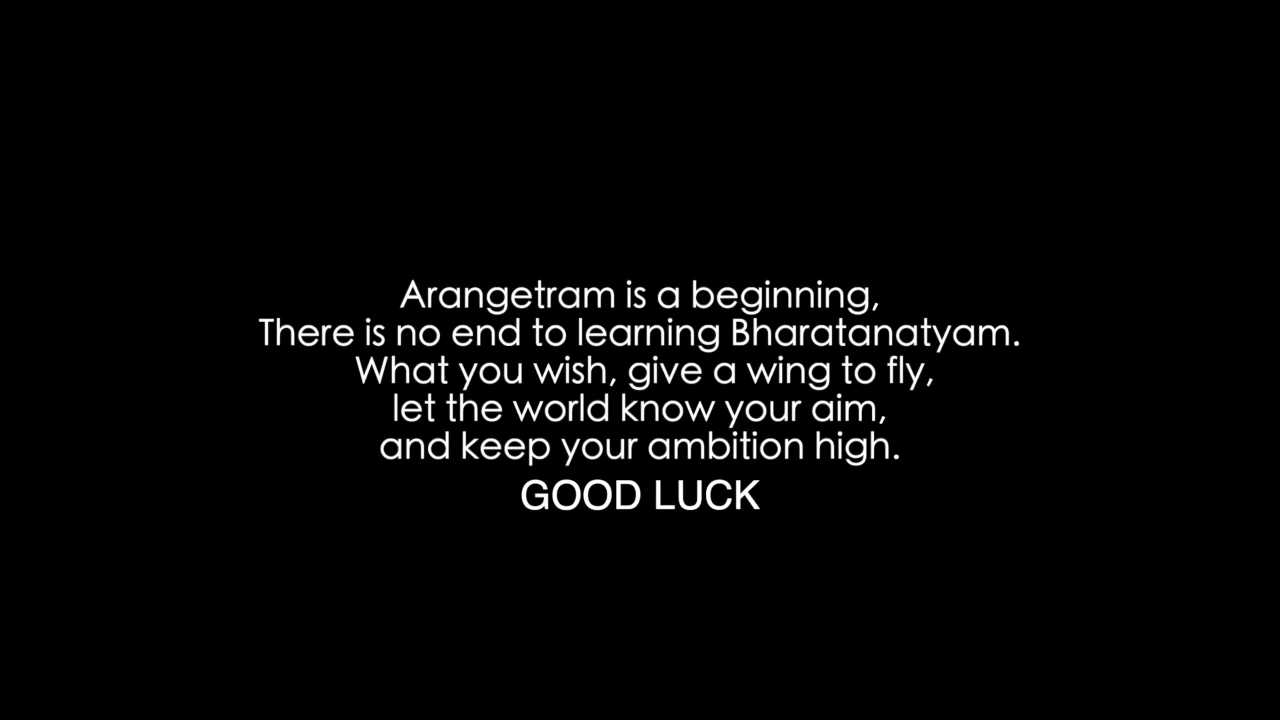 Arangetram is a beginning,
There is no end to learning Bharatanatyam.
What you wish, give a wing to fly,
let the world know your aim,
and keep your ambition high.
GOOD LUCK